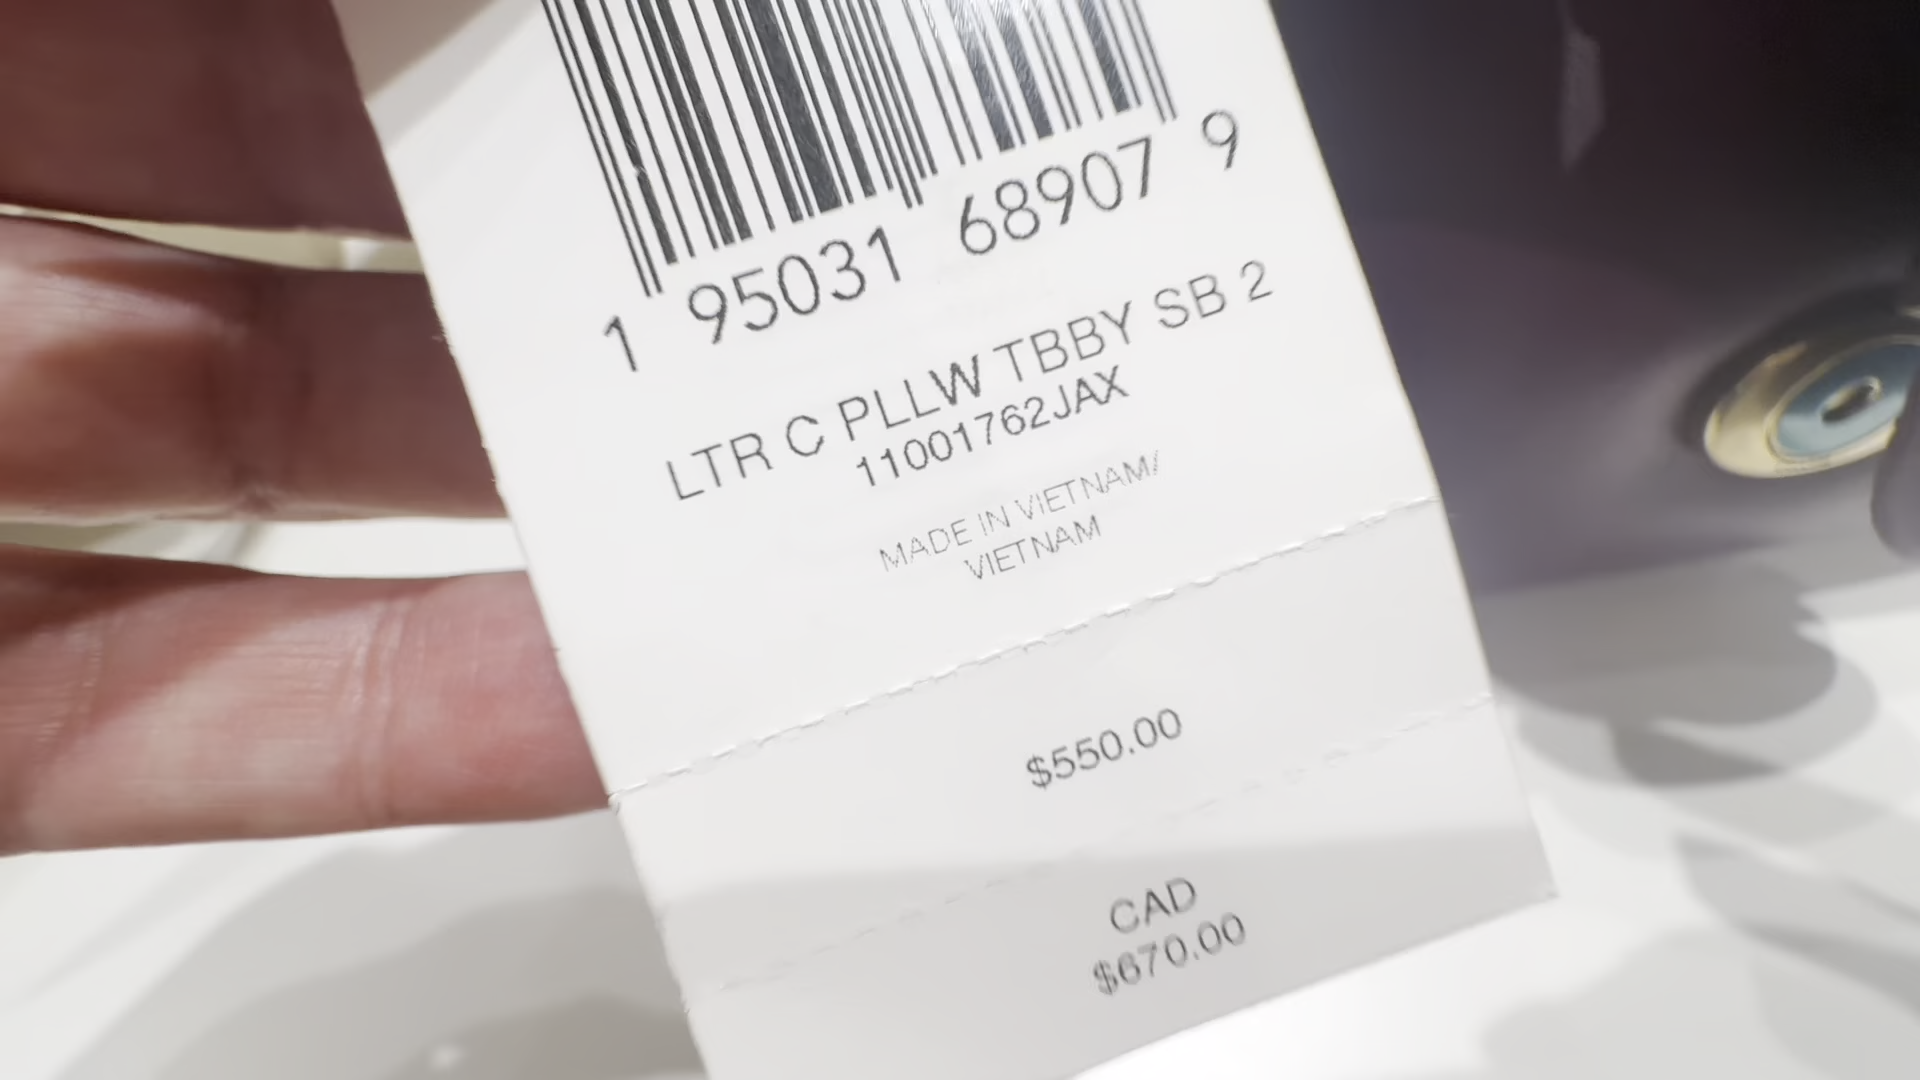 1 95031 68907 9
LTR C PLLW TBBY SB 2
11001762JAX
MADE IN VIETNAM/
VIETNAM
$550.00
CAD
$670.00